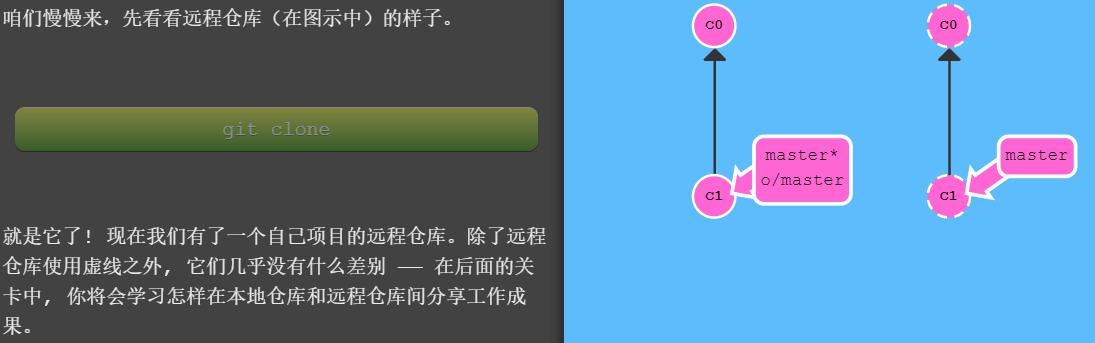 咱们慢慢来，先看看远程仓库（在图示中）的样子。
git clone
就是它了! 现在我们有了一个自己项目的远程仓库。除了远程
仓库使用虚线之外, 它们几乎没有什么差别 —— 在后面的关
卡中, 你将会学习怎样在本地仓库和远程仓库间分享工作成
果。
C0
master*
o/master
C1
C0
master
C1